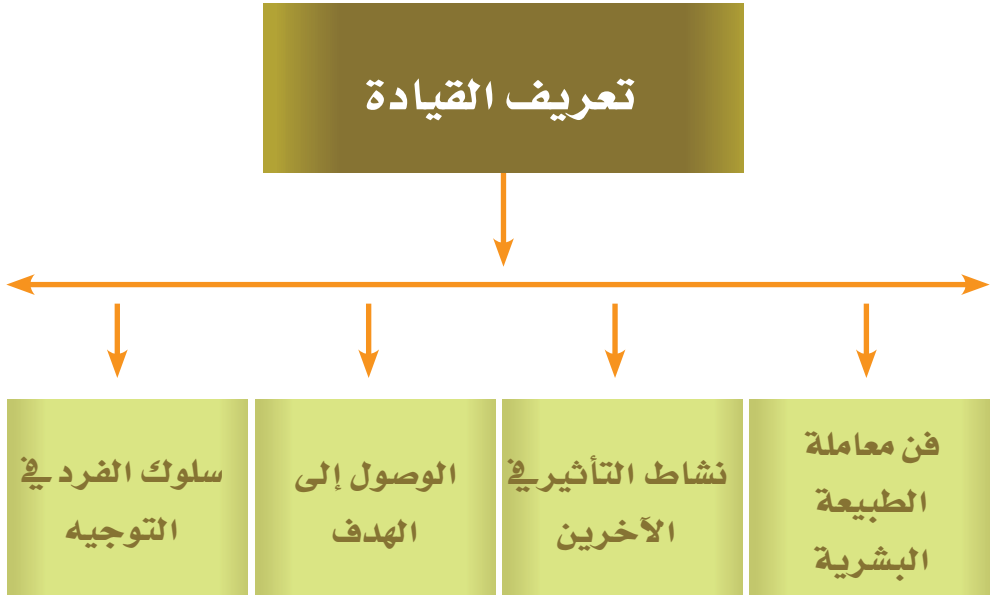 تعريف القيادة
فن معاملة
الطبيعة
البشرية
نشاط التأثير في
الآخرين
الوصول إلى
الهدف
سلوك الفرد في
التوجيه